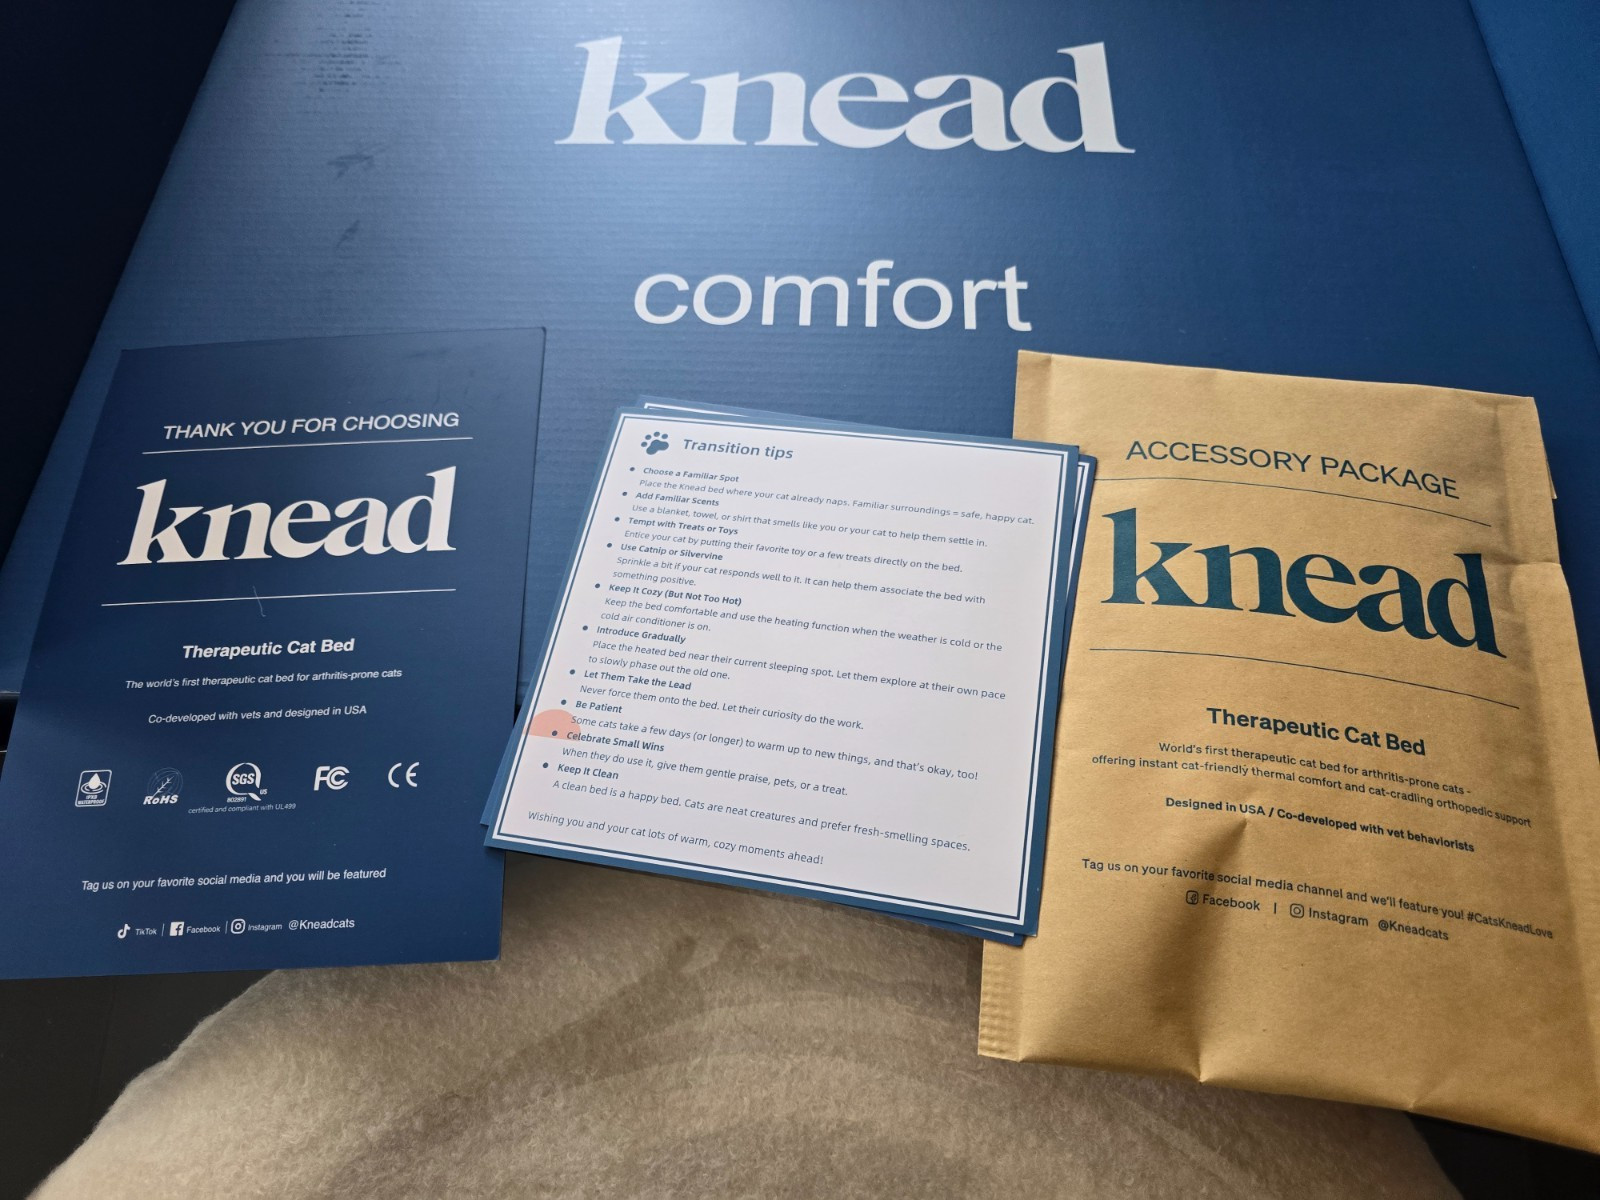 knead
comfort
THANK YOU FOR CHOOSING
knead
Therapeutic Cat Bed
The world's first therapeutic cat bed for arthritis-prone cats
Co-developed with vets and designed in USA
WATERPROOF
RoHS
SGS
US
certified and compliant with UL499
FC
CE
Tag us on your favorite social media and you will be featured
TikTok | Facebook | Instagram @Kneadcats
Transition tips
• Choose a Familiar Spot
Place the Knead bed where your cat already naps. Familiar surroundings = safe, happy cat.
• Add Familiar Scents
Use a blanket, towel, or shirt that smells like you or your cat to help them settle in.
• Tempt with Treats or Toys
Entice your cat by putting their favorite toy or a few treats directly on the bed.
• Use Catnip or Silvervine
Sprinkle a bit if your cat responds well to it. It can help them associate the bed with
something positive.
• Keep It Cozy (But Not Too Hot)
Keep the bed comfortable and use the heating function when the weather is cold or the
cold air conditioner is on.
• Introduce Gradually
Place the heated bed near their current sleeping spot. Let them explore at their own pace
to slowly phase out the old one.
• Let Them Take the Lead
Never force them onto the bed. Let their curiosity do the work.
• Be Patient
Some cats take a few days (or longer) to warm up to new things, and that's okay, too!
• Celebrate Small Wins
When they do use it, give them gentle praise, pets, or a treat.
• Keep It Clean
A clean bed is a happy bed. Cats are neat creatures and prefer fresh-smelling spaces.
Wishing you and your cat lots of warm, cozy moments ahead!
ACCESSORY PACKAGE
knead
Therapeutic Cat Bed
World's first therapeutic cat bed for arthritis-prone cats -
offering instant cat-friendly thermal comfort and cat-cradling orthopedic support
Designed in USA / Co-developed with vet behaviorists
Tag us on your favorite social media channel and we'll feature you! #CatsKneadLove
Facebook | Instagram @Kneadcats